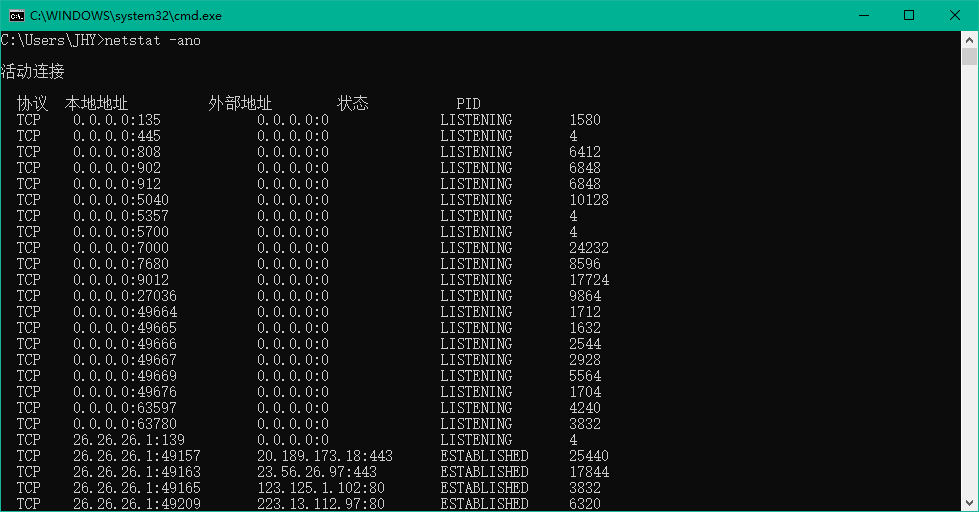 C:\WINDOWS\system32\cmd.exe
C:\Users\JHY>netstat -ano
活动连接
协议 本地地址 外部地址 状态 PID
TCP 0.0.0.0:135 0.0.0.0:0 LISTENING 1580
TCP 0.0.0.0:445 0.0.0.0:0 LISTENING 4
TCP 0.0.0.0:808 0.0.0.0:0 LISTENING 6412
TCP 0.0.0.0:902 0.0.0.0:0 LISTENING 6848
TCP 0.0.0.0:912 0.0.0.0:0 LISTENING 6848
TCP 0.0.0.0:5040 0.0.0.0:0 LISTENING 10128
TCP 0.0.0.0:5357 0.0.0.0:0 LISTENING 4
TCP 0.0.0.0:5700 0.0.0.0:0 LISTENING 4
TCP 0.0.0.0:7000 0.0.0.0:0 LISTENING 24232
TCP 0.0.0.0:7680 0.0.0.0:0 LISTENING 8596
TCP 0.0.0.0:9012 0.0.0.0:0 LISTENING 17724
TCP 0.0.0.0:27036 0.0.0.0:0 LISTENING 9864
TCP 0.0.0.0:49664 0.0.0.0:0 LISTENING 1712
TCP 0.0.0.0:49665 0.0.0.0:0 LISTENING 1632
TCP 0.0.0.0:49666 0.0.0.0:0 LISTENING 2544
TCP 0.0.0.0:49667 0.0.0.0:0 LISTENING 2928
TCP 0.0.0.0:49669 0.0.0.0:0 LISTENING 5564
TCP 0.0.0.0:49676 0.0.0.0:0 LISTENING 1704
TCP 0.0.0.0:63597 0.0.0.0:0 LISTENING 4240
TCP 0.0.0.0:63780 0.0.0.0:0 LISTENING 3832
TCP 26.26.26.1:139 0.0.0.0:0 LISTENING 4
TCP 26.26.26.1:49157 20.189.173.18:443 ESTABLISHED 25440
TCP 26.26.26.1:49163 23.56.26.97:443 ESTABLISHED 17844
TCP 26.26.26.1:49165 123.125.1.102:80 ESTABLISHED 3832
TCP 26.26.26.1:49209 223.13.112.97:80 ESTABLISHED 6320